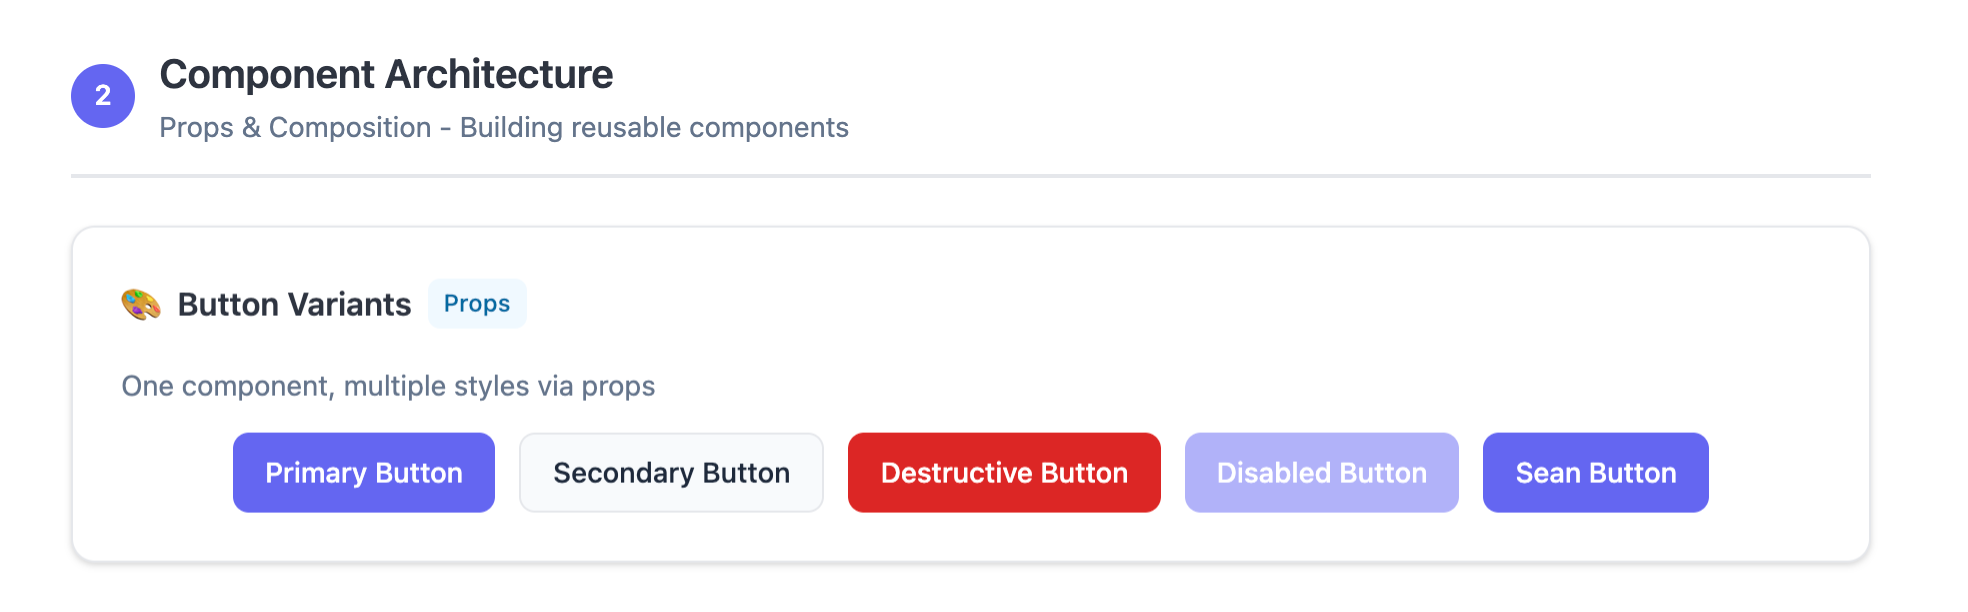 2
Component Architecture
Props & Composition - Building reusable components
Button Variants Props
One component, multiple styles via props
Primary Button Secondary Button Destructive Button Disabled Button Sean Button